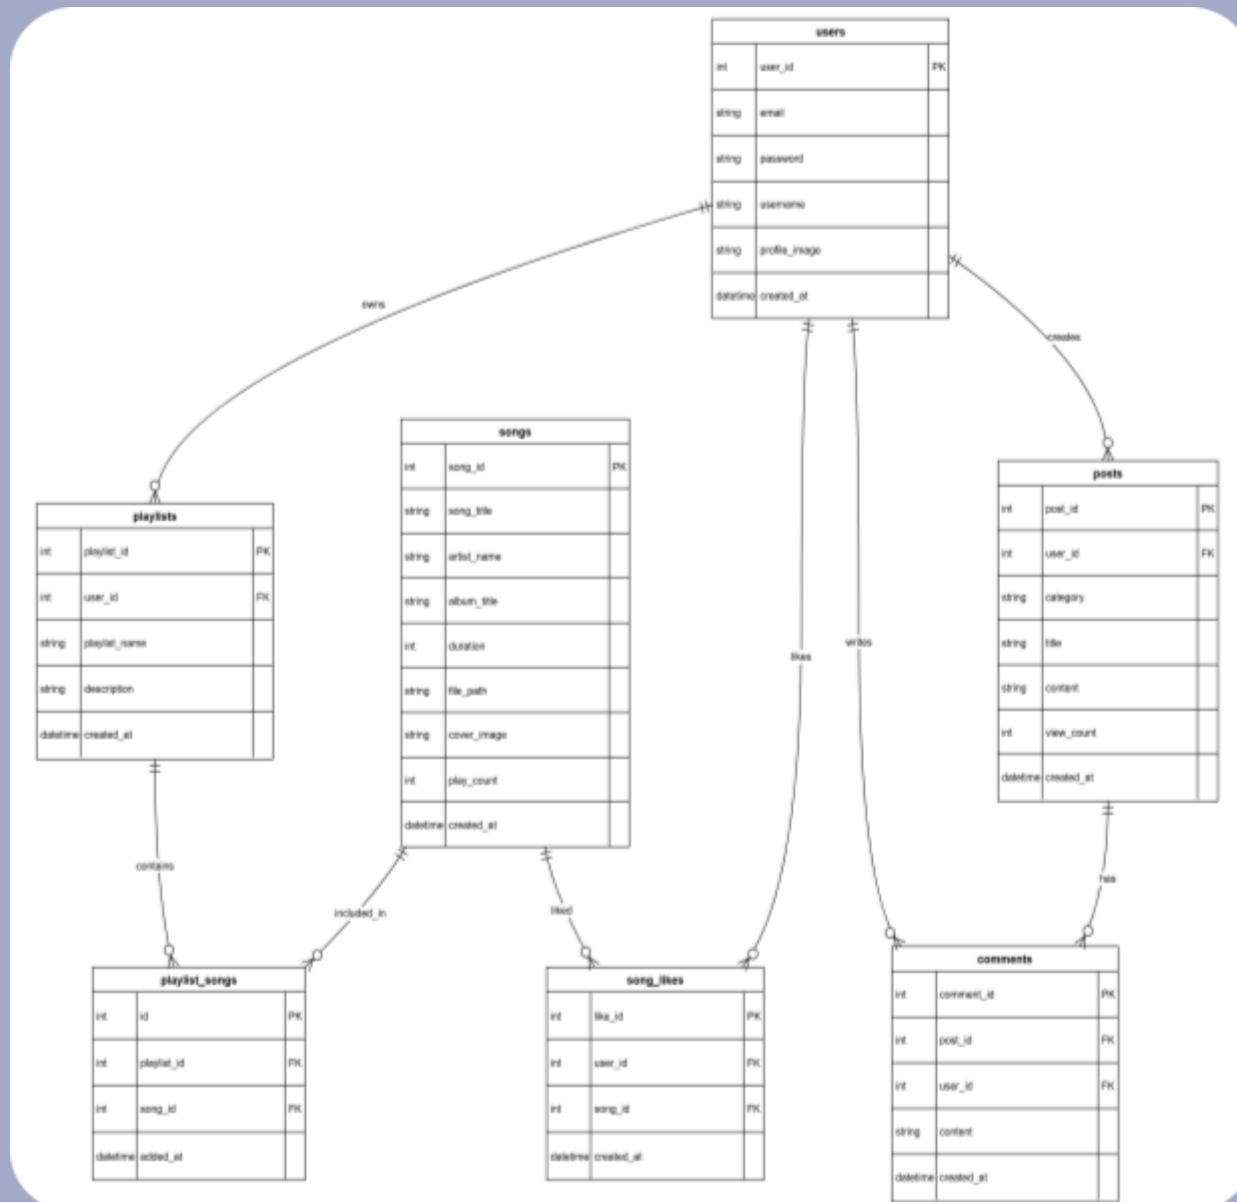 users
int user_id PK
string email
string password
string username
string profile_image
datetime created_at
owns
creates
songs
int song_id PK
string song_title
string artist_name
string album_title
int duration
string file_path
string cover_image
int play_count
datetime created_at
posts
int post_id PK
int user_id FK
string category
string title
string content
int view_count
datetime created_at
playlists
int playlist_id PK
int user_id FK
string playlist_name
string description
datetime created_at
likes
writes
contains
included_in
liked
has
playlist_songs
int id PK
int playlist_id FK
int song_id FK
datetime added_at
song_likes
int like_id PK
int user_id FK
int song_id FK
datetime created_at
comments
int comment_id PK
int post_id FK
int user_id FK
string content
datetime created_at